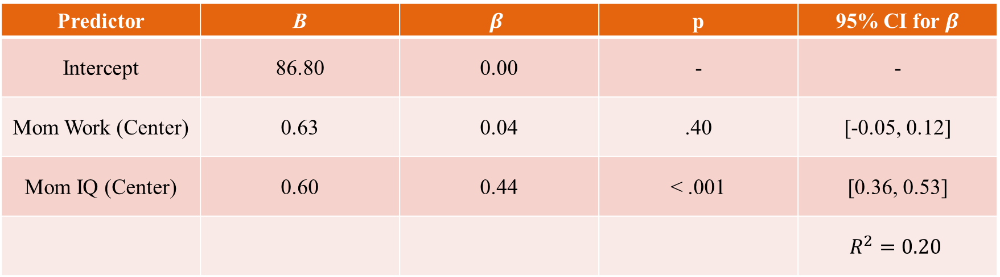 Predictor B β p 95% CI for β
Intercept 86.80 0.00 - -
Mom Work (Center) 0.63 0.04 .40 [-0.05, 0.12]
Mom IQ (Center) 0.60 0.44 < .001 [0.36, 0.53]
R² = 0.20